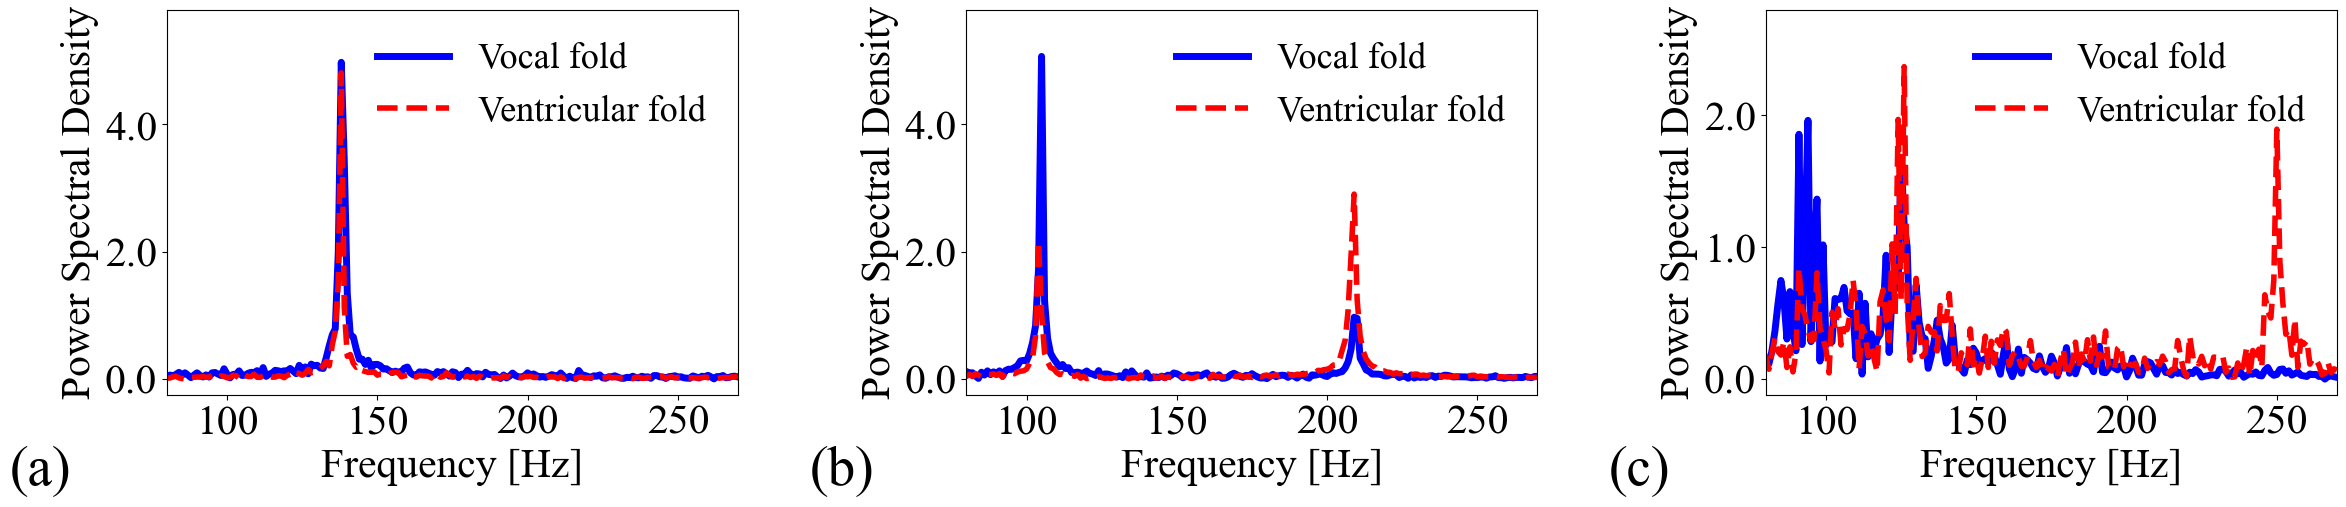 Power Spectral Density
4.0
2.0
0.0
Vocal fold
Ventricular fold
100 150 200 250
Frequency [Hz]
(a)
Power Spectral Density
4.0
2.0
0.0
Vocal fold
Ventricular fold
100 150 200 250
Frequency [Hz]
(b)
Power Spectral Density
2.0
1.0
0.0
Vocal fold
Ventricular fold
100 150 200 250
Frequency [Hz]
(c)